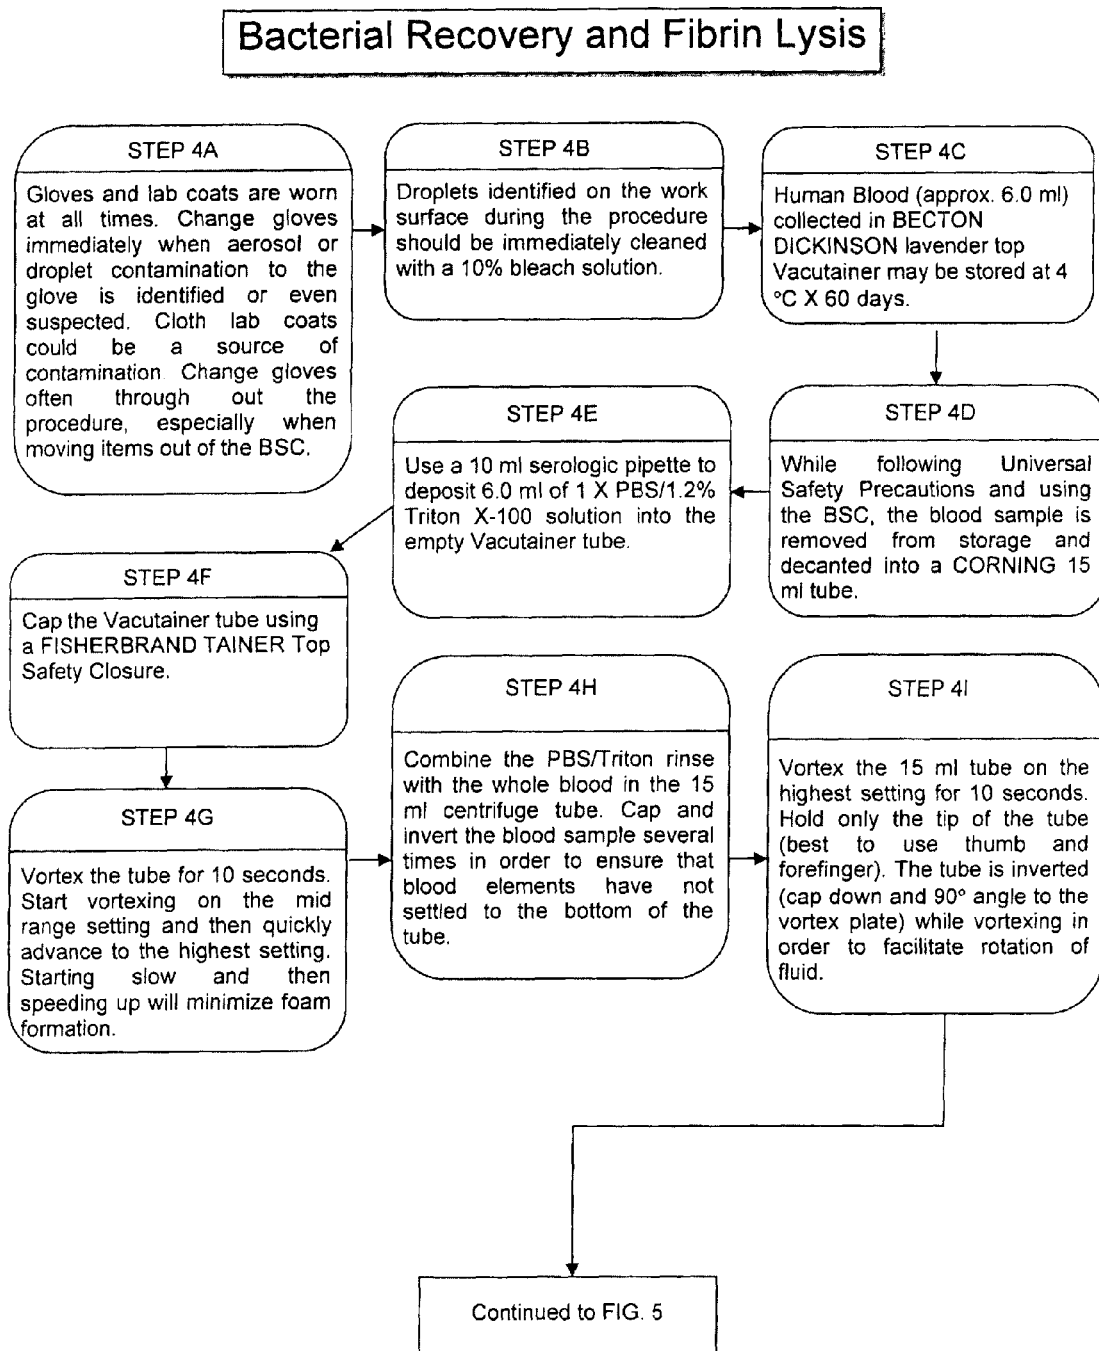 Bacterial Recovery and Fibrin Lysis
STEP 4A
Gloves and lab coats are worn
at all times. Change gloves
immediately when aerosol or
droplet contamination to the
glove is identified or even
suspected. Cloth lab coats
could be a source of
contamination. Change gloves
often through out the
procedure, especially when
moving items out of the BSC.
STEP 4B
Droplets identified on the work
surface during the procedure
should be immediately cleaned
with a 10% bleach solution.
STEP 4C
Human Blood (approx. 6.0 ml)
collected in BECTON
DICKINSON lavender top
Vacutainer may be stored at 4
°C X 60 days.
STEP 4D
While following Universal
Safety Precautions and using
the BSC, the blood sample is
removed from storage and
decanted into a CORNING 15
ml tube.
STEP 4E
Use a 10 ml serologic pipette to
deposit 6.0 ml of 1 X PBS/1.2%
Triton X-100 solution into the
empty Vacutainer tube.
STEP 4F
Cap the Vacutainer tube using
a FISHERBRAND TAINER Top
Safety Closure.
STEP 4G
Vortex the tube for 10 seconds.
Start vortexing on the mid
range setting and then quickly
advance to the highest setting.
Starting slow and then
speeding up will minimize foam
formation.
STEP 4H
Combine the PBS/Triton rinse
with the whole blood in the 15
ml centrifuge tube. Cap and
invert the blood sample several
times in order to ensure that
blood elements have not
settled to the bottom of the
tube.
STEP 4I
Vortex the 15 ml tube on the
highest setting for 10 seconds.
Hold only the tip of the tube
(best to use thumb and
forefinger). The tube is inverted
(cap down and 90° angle to the
vortex plate) while vortexing in
order to facilitate rotation of
fluid.
Continued to FIG. 5